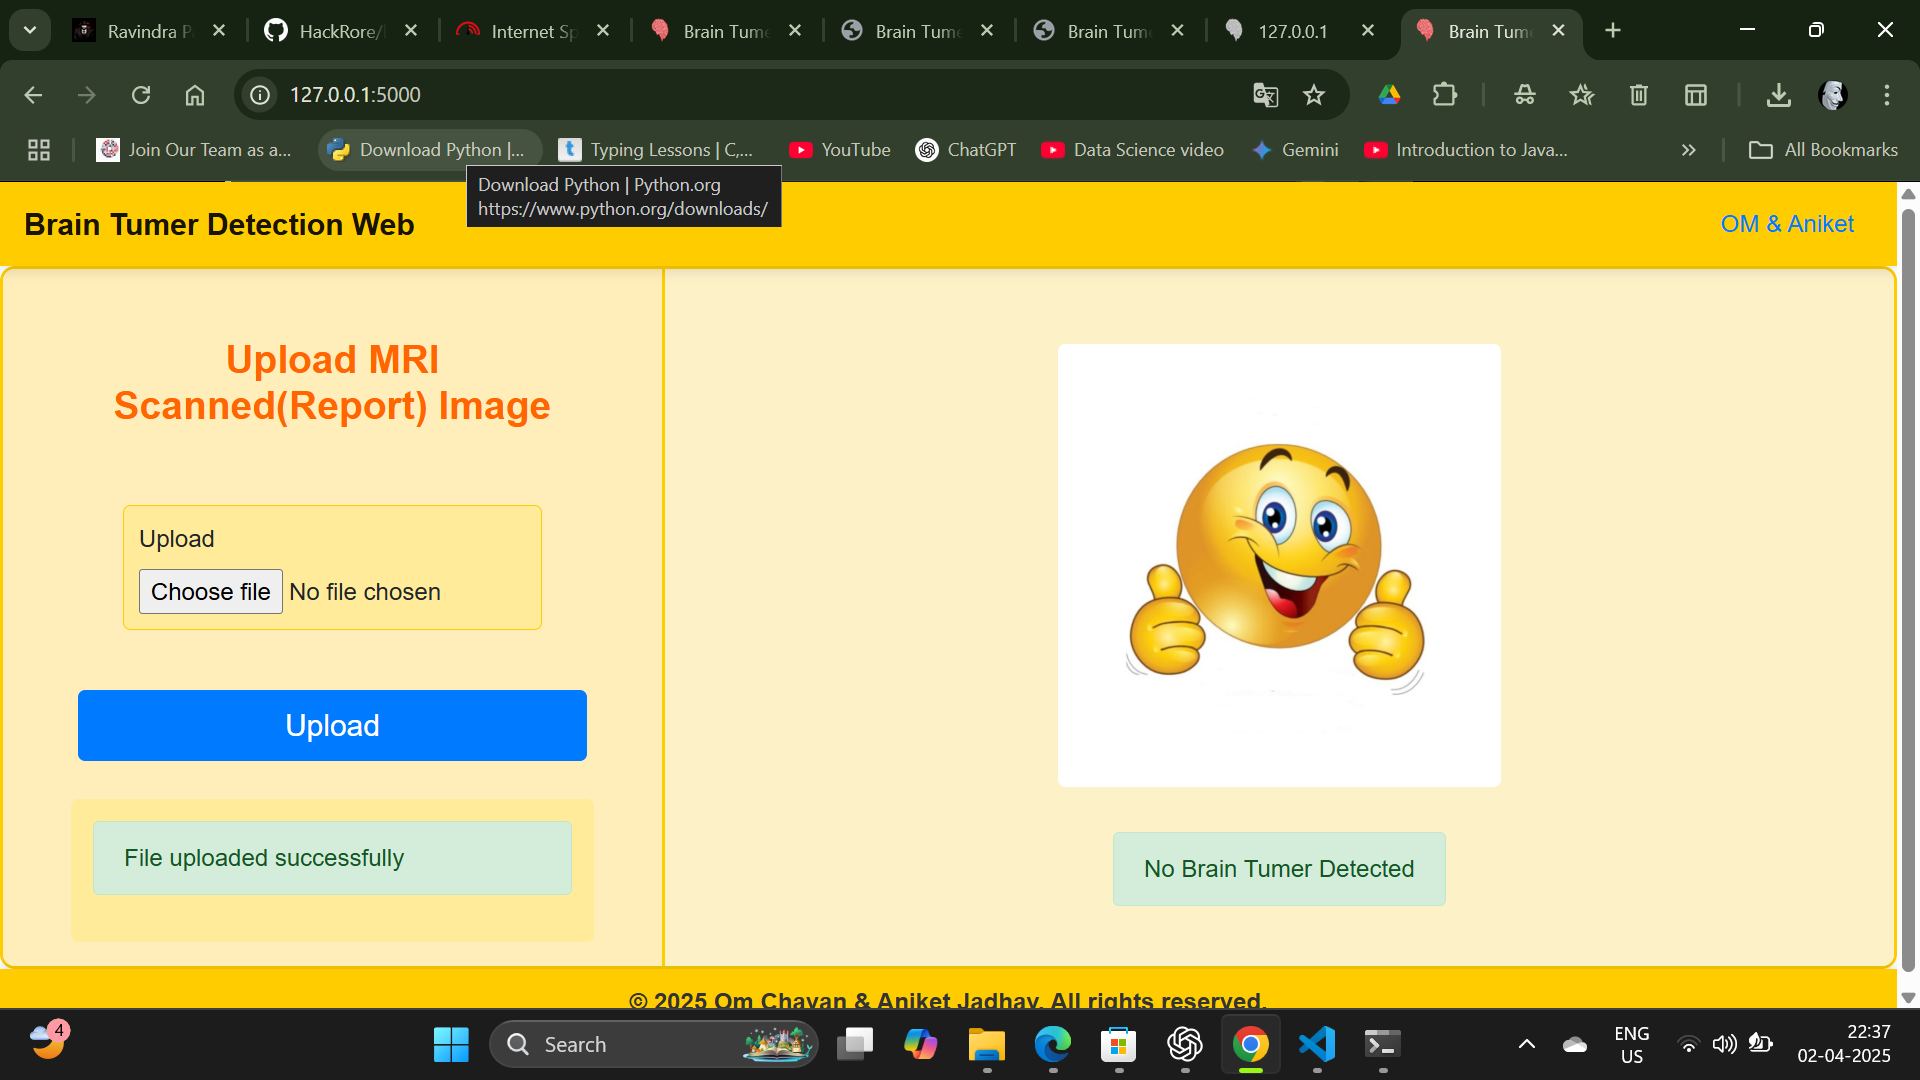 Ravindra P
HackRore/
Internet Sp
Brain Tume
Brain Tume
Brain Tum
127.0.0.1
Brain Tum
127.0.0.1:5000
Join Our Team as a...
Download Python |...
Typing Lessons | C,...
YouTube
ChatGPT
Data Science video
Gemini
Introduction to Java...
All Bookmarks
Download Python | Python.org
https://www.python.org/downloads/
Brain Tumer Detection Web
OM & Aniket
Upload MRI
Scanned(Report) Image
Upload
Choose file No file chosen
Upload
File uploaded successfully
No Brain Tumer Detected
© 2025 Om Chavan & Aniket Jadhav. All rights reserved.
4
Search
ENG
US
22:37
02-04-2025